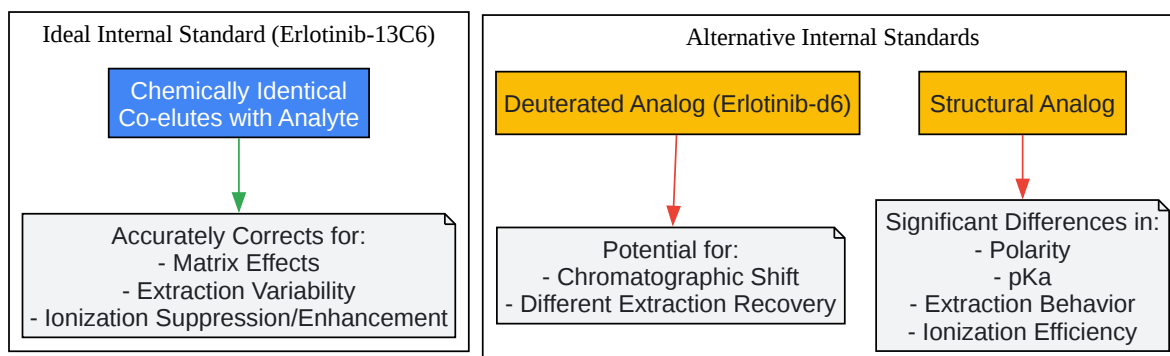 Ideal Internal Standard (Erlotinib-13C6)
Chemically Identical
Co-elutes with Analyte
Accurately Corrects for:
- Matrix Effects
- Extraction Variability
- Ionization Suppression/Enhancement
Alternative Internal Standards
Deuterated Analog (Erlotinib-d6)
Potential for:
- Chromatographic Shift
- Different Extraction Recovery
Structural Analog
Significant Differences in:
- Polarity
- pKa
- Extraction Behavior
- Ionization Efficiency